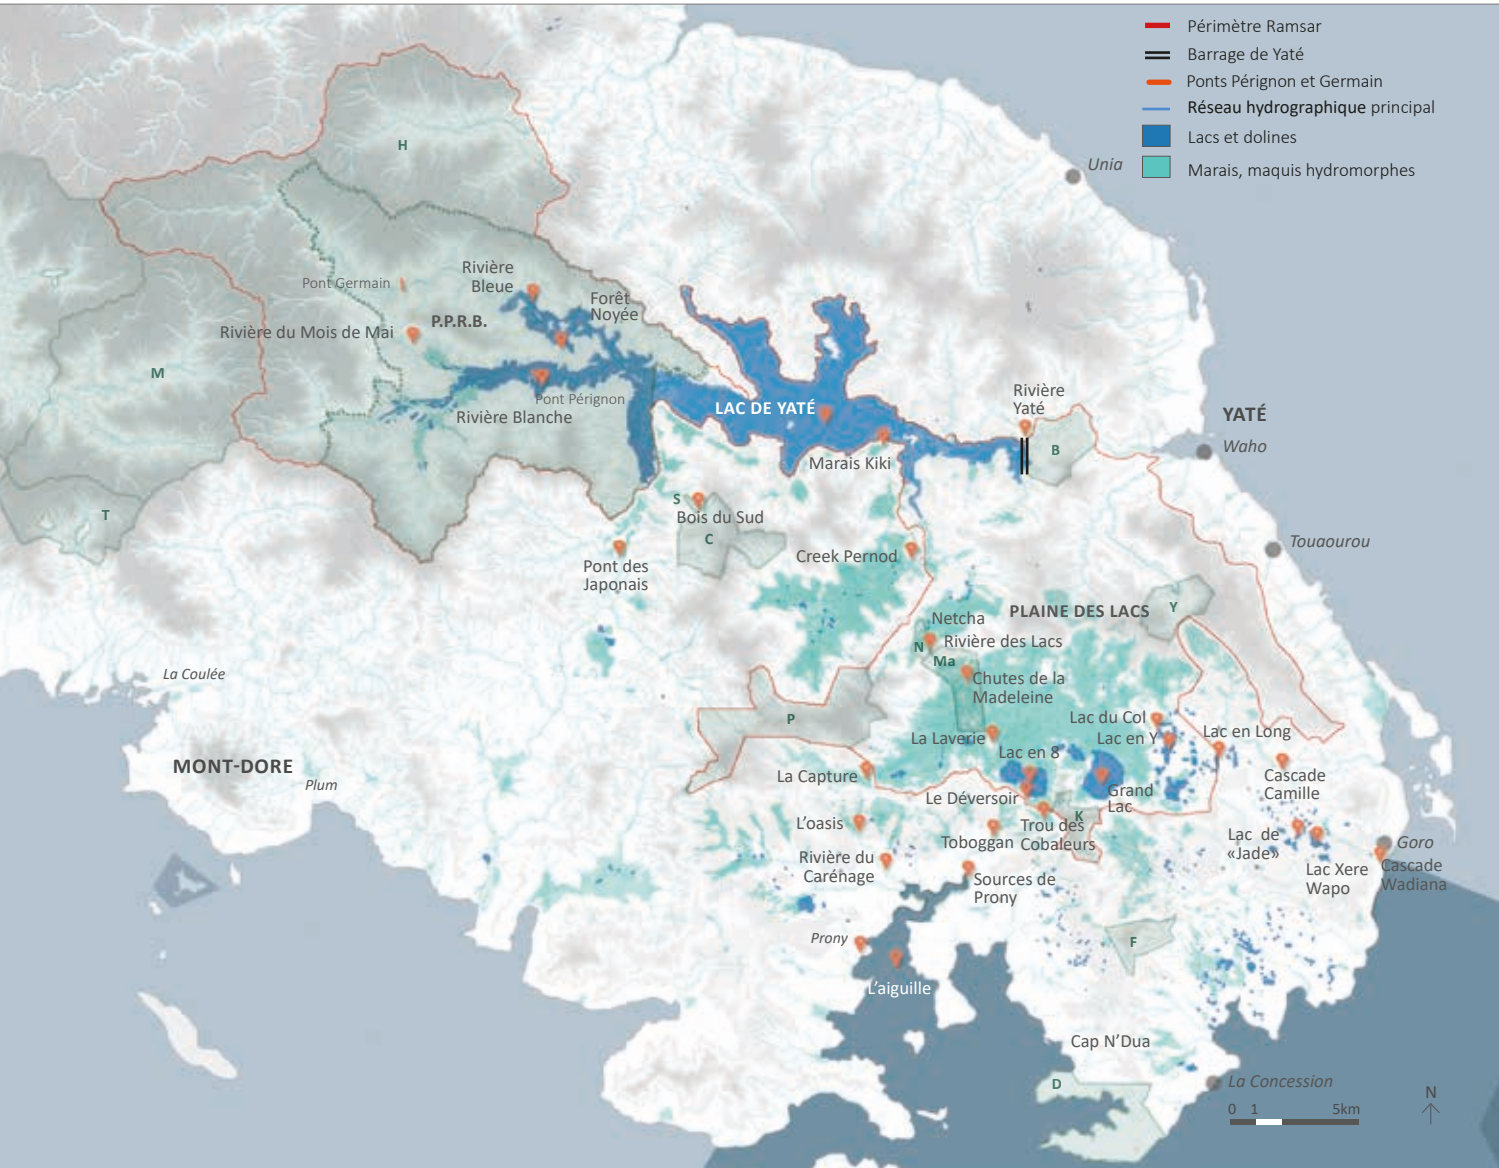 Périmètre Ramsar
Barrage de Yaté
Ponts Pérignon et Germain
Réseau hydrographique principal
Lacs et dolines
Marais, maquis hydromorphes
H
Unia
Rivière
Bleue
Pont Germain
Forêt
Noyée
P.P.R.B.
Rivière du Mois de Mai
M
Pont Pérignon
Rivière Blanche
LAC DE YATÉ
Rivière
Yaté
YATÉ
Waho
B
Marais Kiki
S
Bois du Sud
T
C
Touaourou
Creek Pernod
Pont des
Japonais
PLAINE DES LACS
Y
Netcha
N
Rivière des Lacs
Ma
La Coulée
Chutes de la
Madeleine
P
Lac du Col
La Laverie
Lac en Y
Lac en Long
Lac en 8
MONT-DORE
Plum
La Capture
Cascade
Camille
Le Déversoir
Grand
Lac
K
L'oasis
Toboggan
Trou des
Cobaleurs
Lac de
«Jade»
Goro
Rivière du
Carénage
Lac Xere
Wapo
Cascade
Wadiana
Sources de
Prony
Prony
F
L'aiguille
Cap N'Dua
D
La Concession
0 1 5km
N